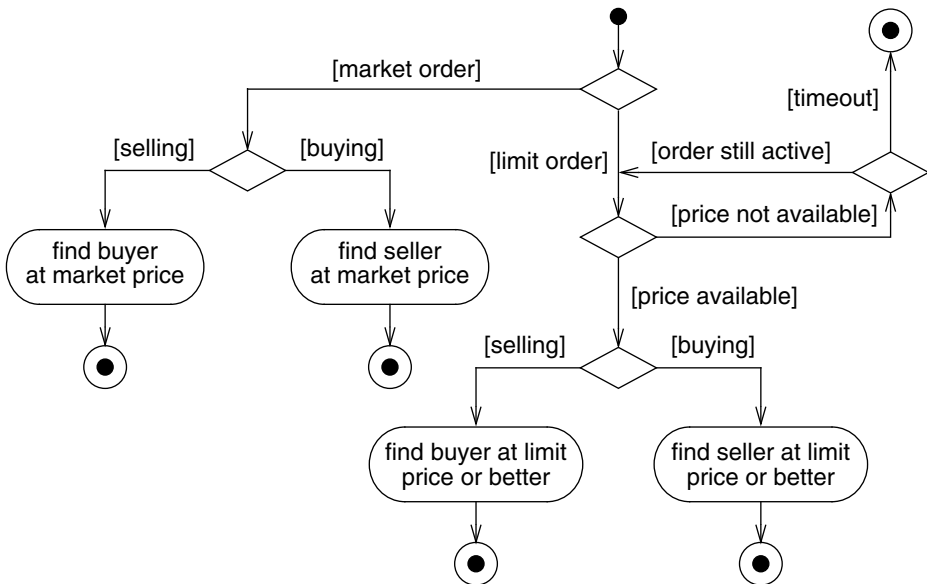 [market order]
[timeout]
[selling]
[buying]
[limit order]
[order still active]
[price not available]
find buyer
at market price
find seller
at market price
[price available]
[selling]
[buying]
find buyer at limit
price or better
find seller at limit
price or better